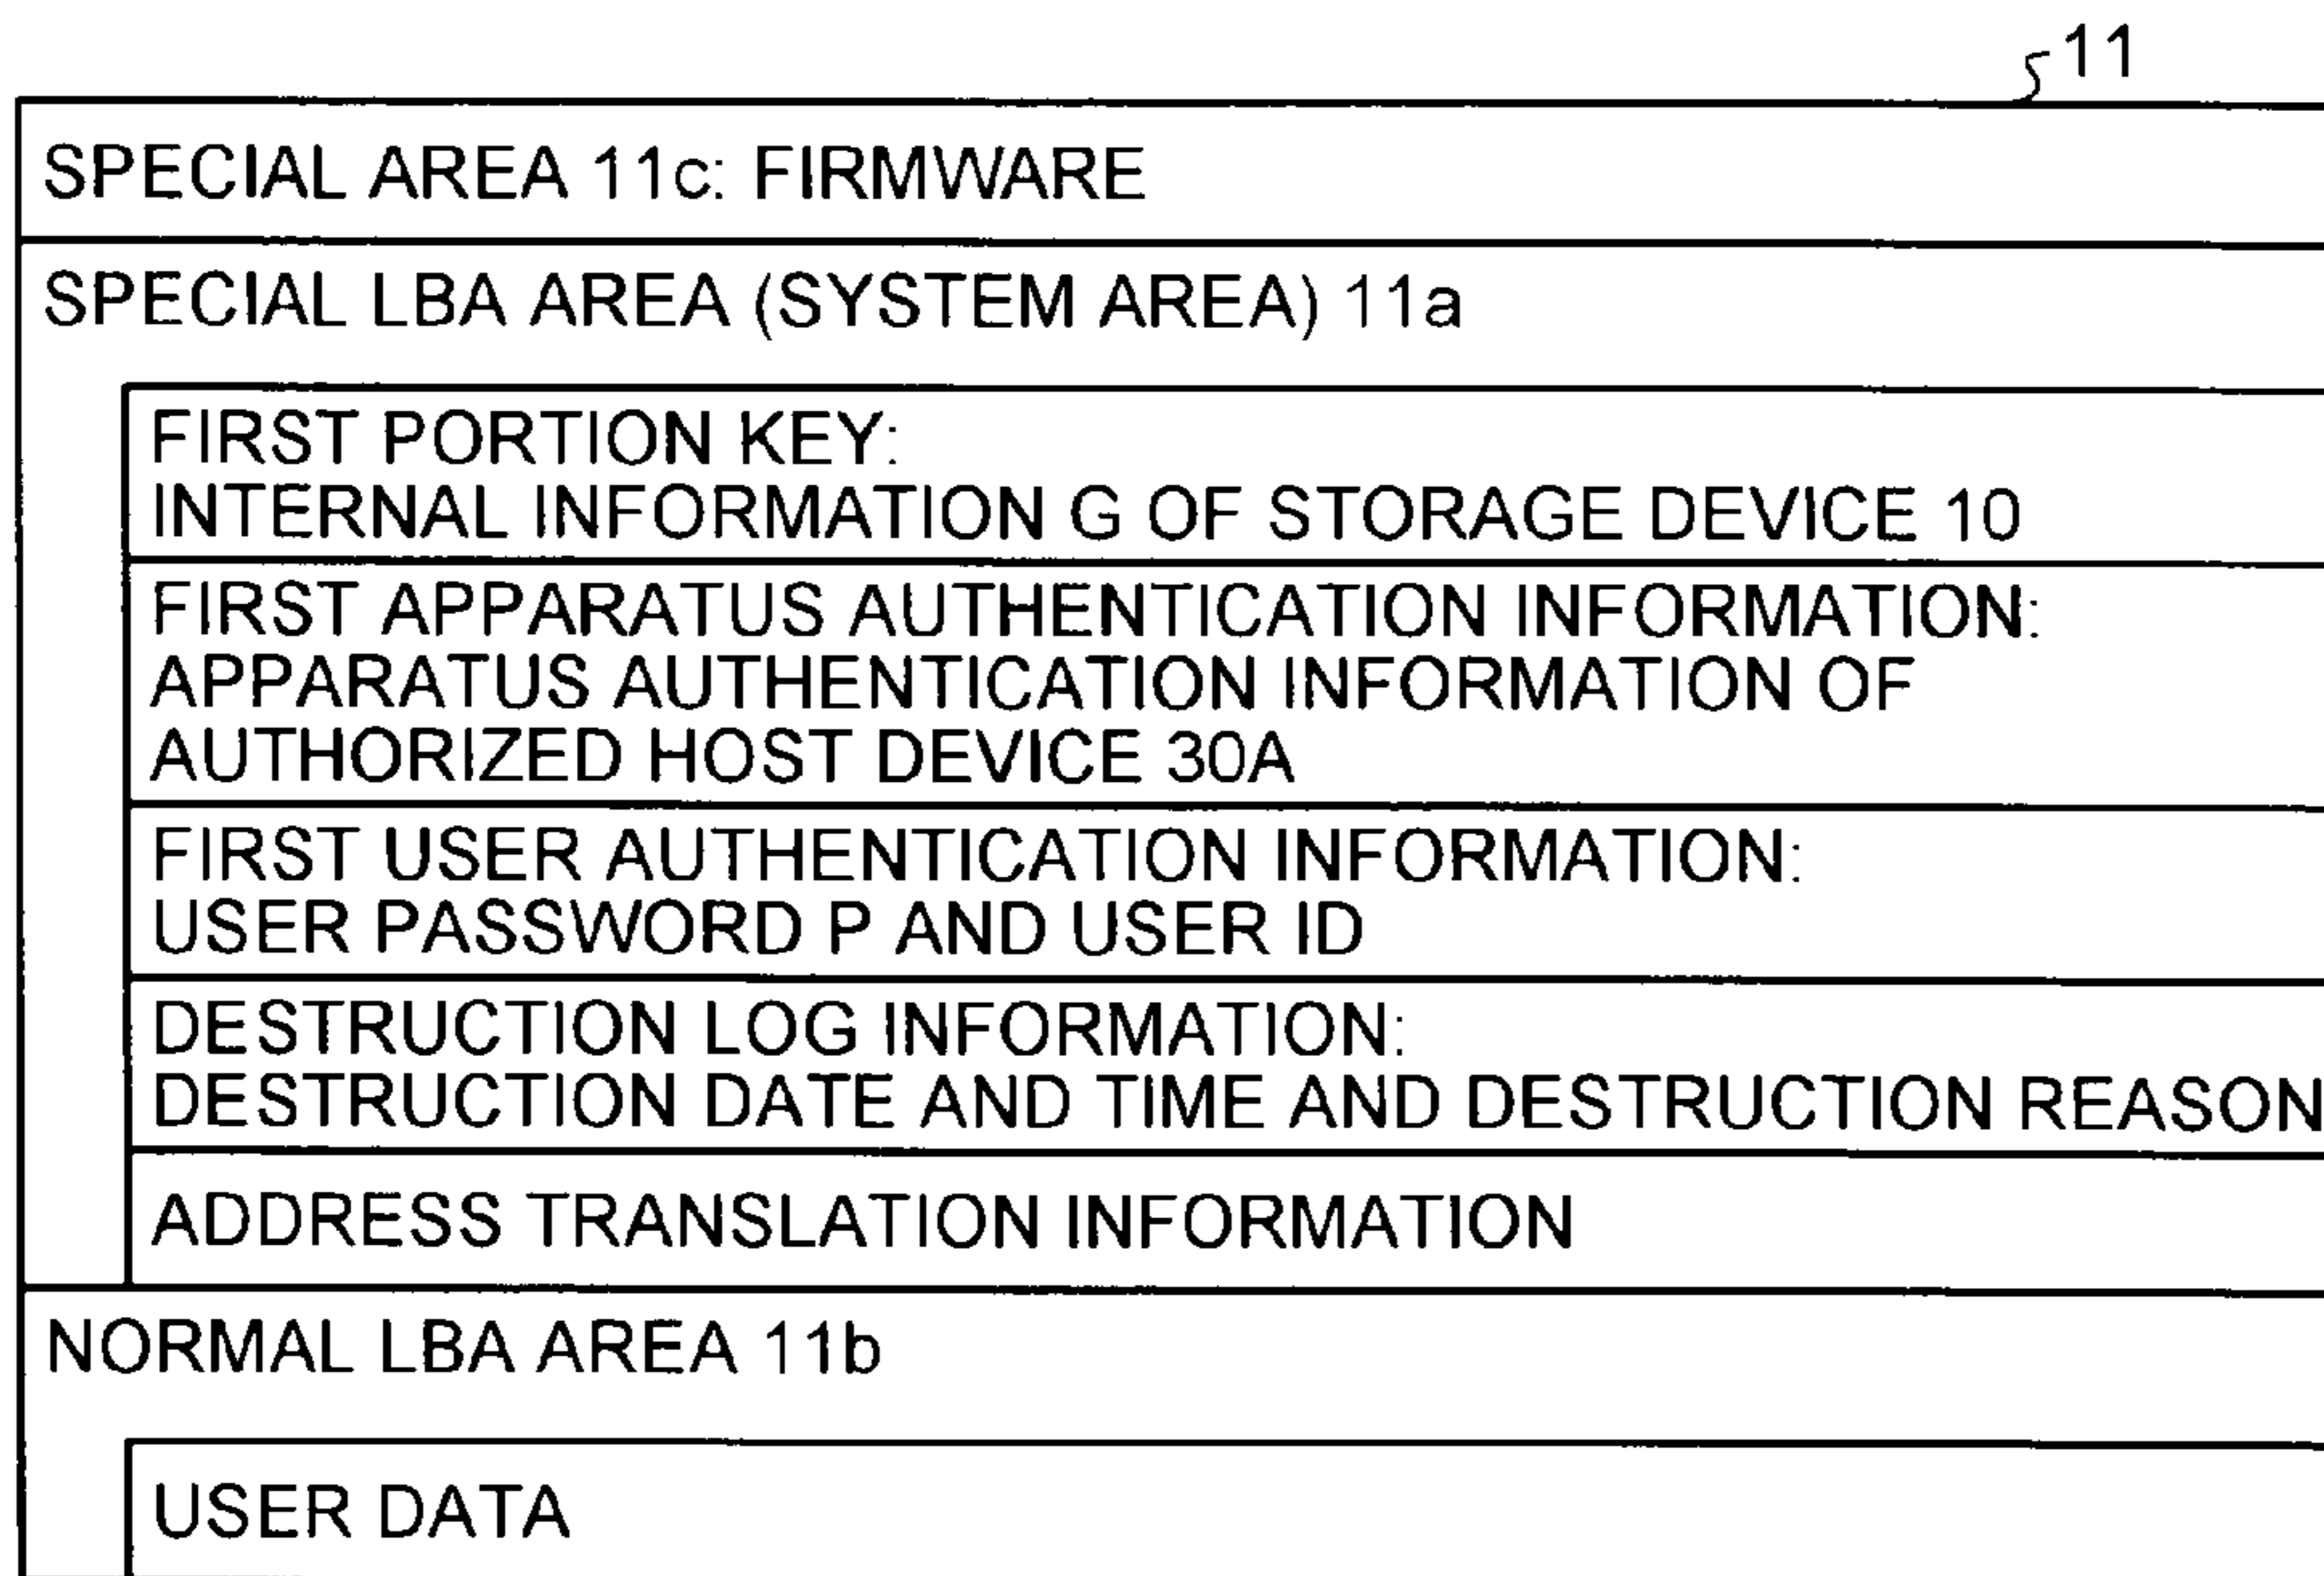 11
SPECIAL AREA 11c: FIRMWARE
SPECIAL LBA AREA (SYSTEM AREA) 11a
FIRST PORTION KEY:
INTERNAL INFORMATION G OF STORAGE DEVICE 10
FIRST APPARATUS AUTHENTICATION INFORMATION:
APPARATUS AUTHENTICATION INFORMATION OF
AUTHORIZED HOST DEVICE 30A
FIRST USER AUTHENTICATION INFORMATION:
USER PASSWORD P AND USER ID
DESTRUCTION LOG INFORMATION:
DESTRUCTION DATE AND TIME AND DESTRUCTION REASON
ADDRESS TRANSLATION INFORMATION
NORMAL LBA AREA 11b
USER DATA